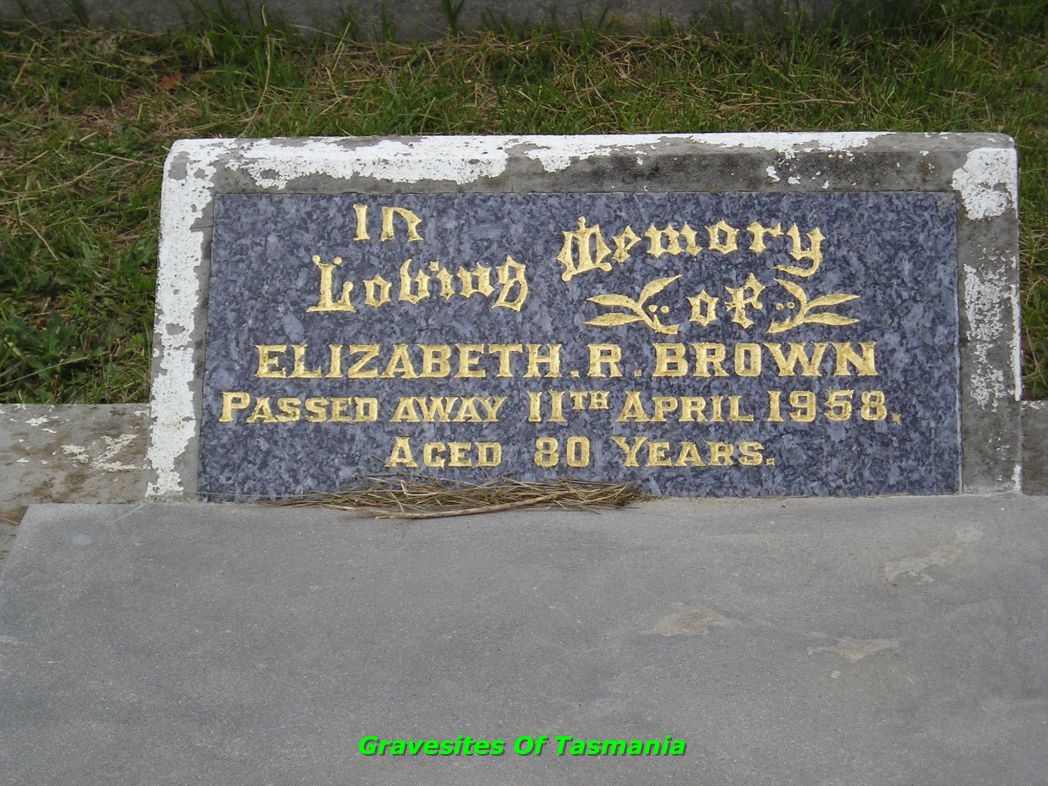 In
Loving Memory
of
ELIZABETH . R . BROWN
PASSED AWAY 11TH APRIL 1958.
AGED 80 YEARS.
Gravesites Of Tasmania